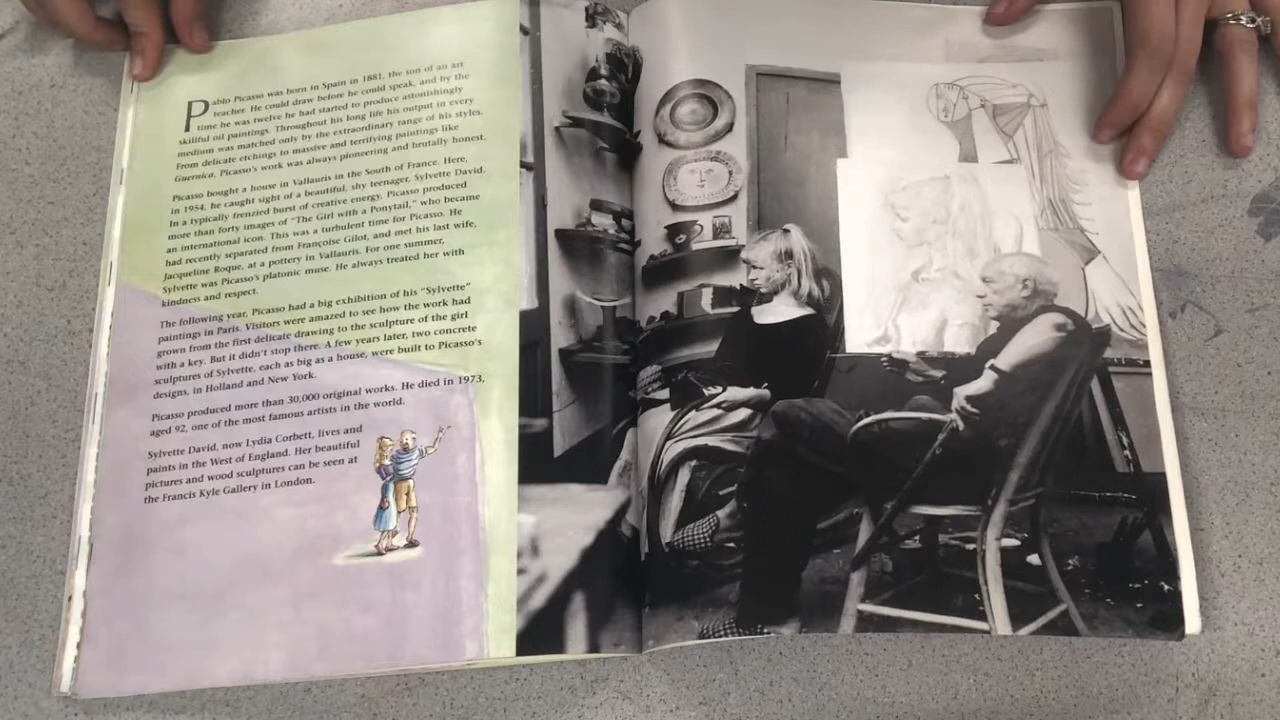 Pablo Picasso was born in Spain in 1881, the son of an art
teacher. He could draw before he could speak, and by the
time he was twelve he had started to produce astonishingly
skillful oil paintings. Throughout his long life his output in every
medium was matched only by the extraordinary range of his styles.
From delicate etchings to massive and terrifying paintings like
Guernica, Picasso's work was always pioneering and brutally honest.
Picasso bought a house in Vallauris in the South of France. Here,
in 1954, he caught sight of a beautiful, shy teenager, Sylvette David.
In a typically frenzied burst of creative energy, Picasso produced
more than forty images of "The Girl with a Ponytail," who became
an international icon. This was a turbulent time for Picasso. He
had recently separated from Françoise Gilot, and met his last wife,
Jacqueline Roque, at a pottery in Vallauris. For one summer,
Sylvette was Picasso's platonic muse. He always treated her with
kindness and respect.
The following year, Picasso had a big exhibition of his "Sylvette"
paintings in Paris. Visitors were amazed to see how the work had
grown from the first delicate drawing to the sculpture of the girl
with a key. But it didn't stop there. A few years later, two concrete
sculptures of Sylvette, each as big as a house, were built to Picasso's
designs, in Holland and New York.
Picasso produced more than 30,000 original works. He died in 1973,
aged 92, one of the most famous artists in the world.
Sylvette David, now Lydia Corbett, lives and
paints in the West of England. Her beautiful
pictures and wood sculptures can be seen at
the Francis Kyle Gallery in London.